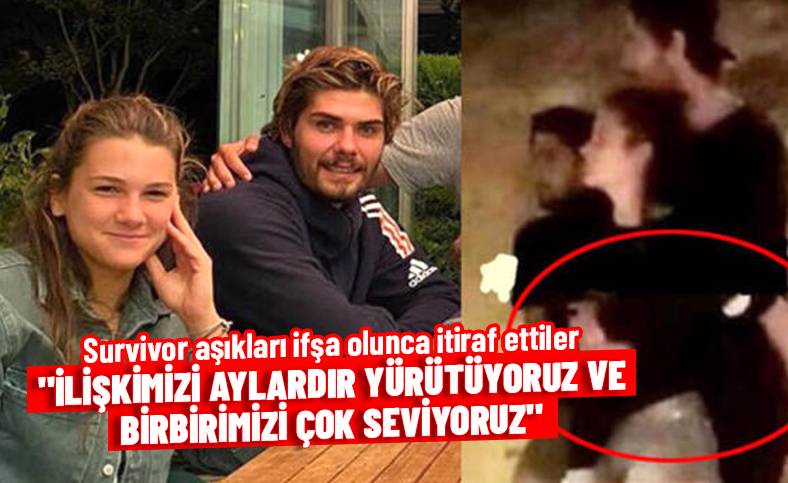 adidas
Survivor aşıkları ifşa olunca itiraf ettiler
"İLİŞKİMİZİ AYLARDIR YÜRÜTÜYORUZ VE
BİRBİRİMİZİ ÇOK SEVİYORUZ"